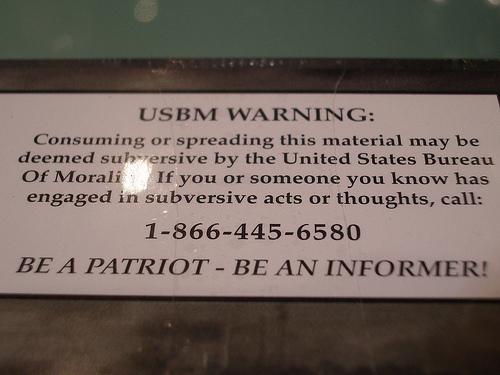 USBM WARNING:
Consuming or spreading this material may be
deemed subversive by the United States Bureau
Of If you or someone you know has
engaged in subversive acts or thoughts, call:
1-866-445-6580
BE A PATRIOT - BE AN INFORMER!